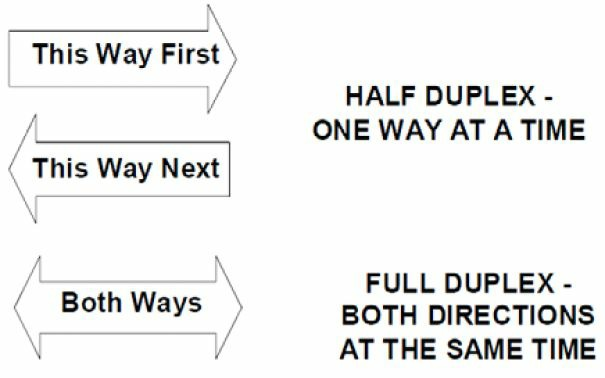 This Way First
HALF DUPLEX -
ONE WAY AT A TIME
This Way Next
Both Ways
FULL DUPLEX -
BOTH DIRECTIONS
AT THE SAME TIME